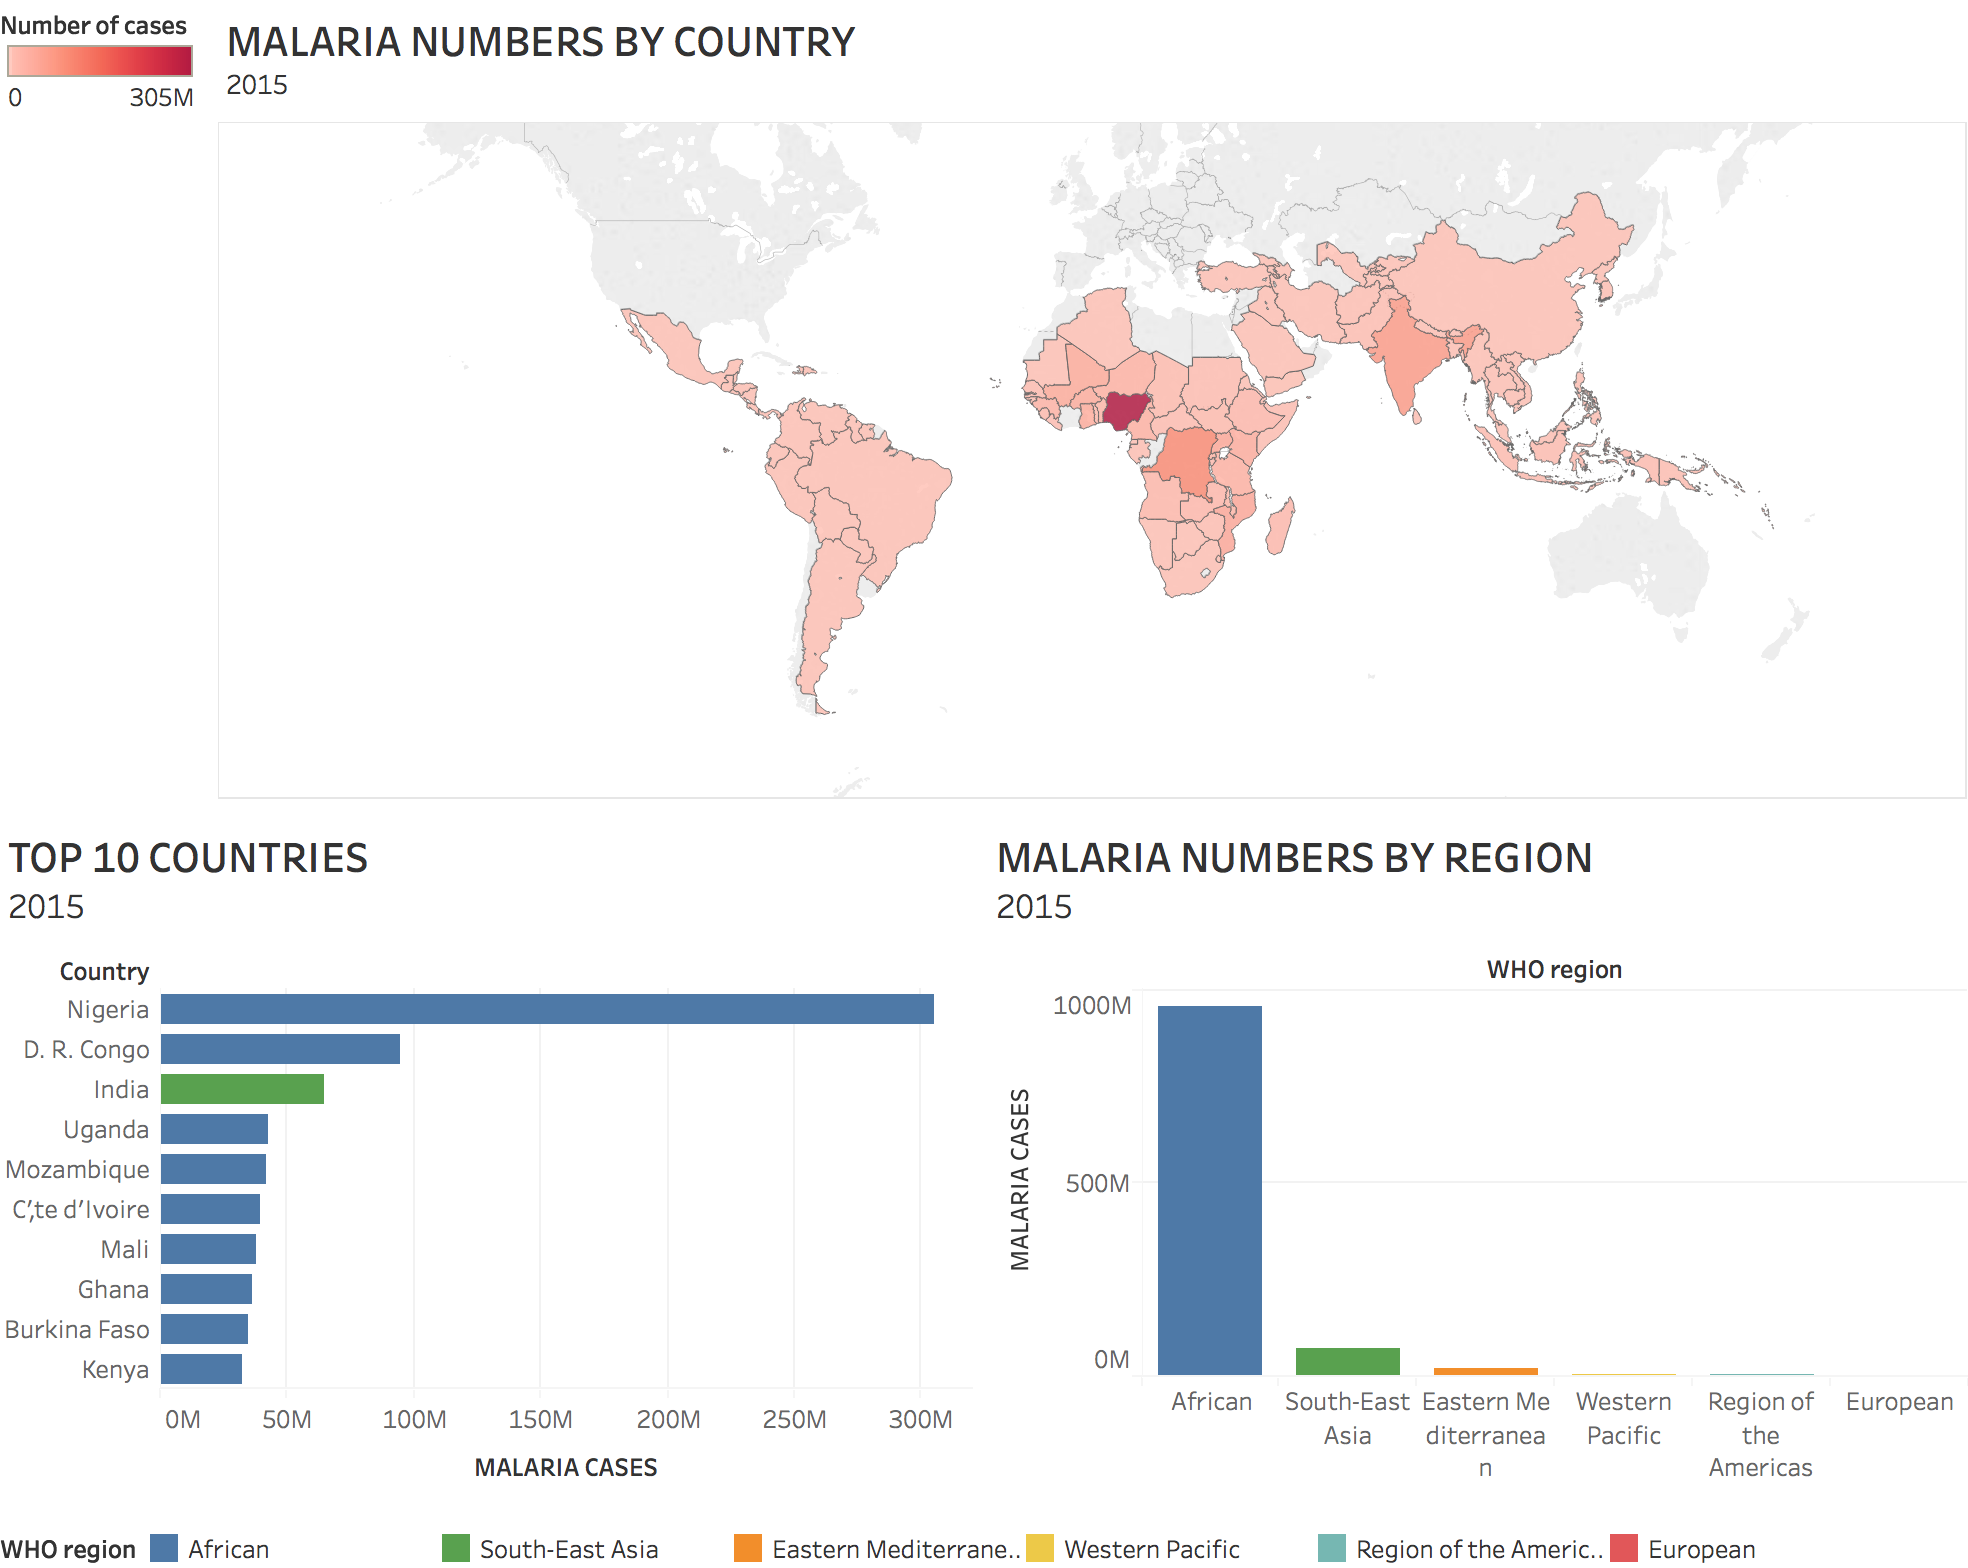 Number of cases
0 305M
MALARIA NUMBERS BY COUNTRY
2015
TOP 10 COUNTRIES
2015
Country
Nigeria
D. R. Congo
India
Uganda
Mozambique
C’‚te d’Ivoire
Mali
Ghana
Burkina Faso
Kenya
0M 50M 100M 150M 200M 250M 300M
MALARIA CASES
MALARIA NUMBERS BY REGION
2015
WHO region
1000M
500M
0M
MALARIA CASES
African
South-East
Asia
Eastern Me
diterranea
n
Western
Pacific
Region of
the
Americas
European
WHO region African South-East Asia Eastern Mediterrane.. Western Pacific Region of the Americ.. European